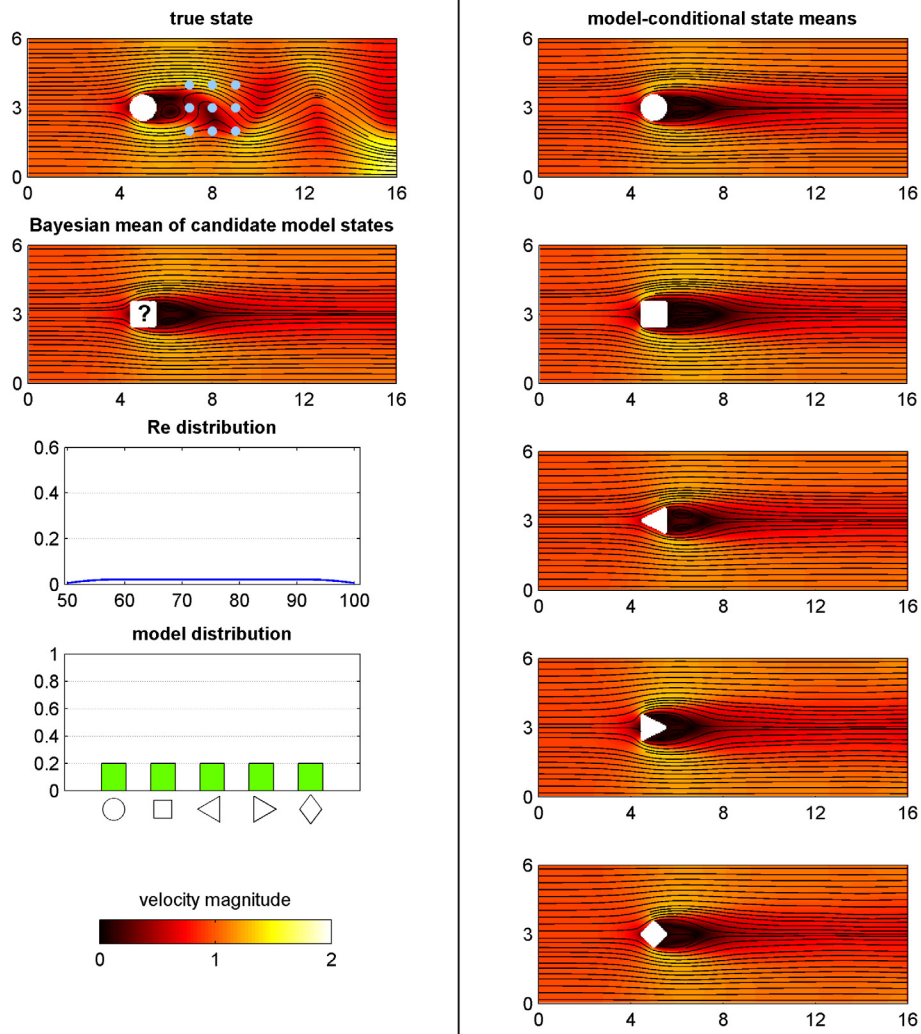 true state
6
3
0
0 4 8 12 16
Bayesian mean of candidate model states
6
3
0
?
0 4 8 12 16
Re distribution
0.6
0.4
0.2
0
50 60 70 80 90 100
model distribution
1
0.8
0.6
0.4
0.2
0
velocity magnitude
0 1 2
model-conditional state means
6
3
0
0 4 8 12 16
6
3
0
0 4 8 12 16
6
3
0
0 4 8 12 16
6
3
0
0 4 8 12 16
6
3
0
0 4 8 12 16